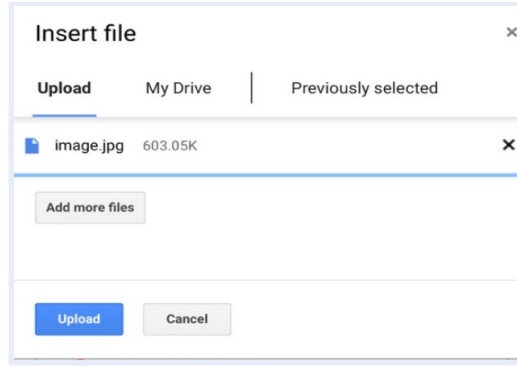 Insert file
Upload My Drive Previously selected
image.jpg 603.05K
Add more files
Upload Cancel